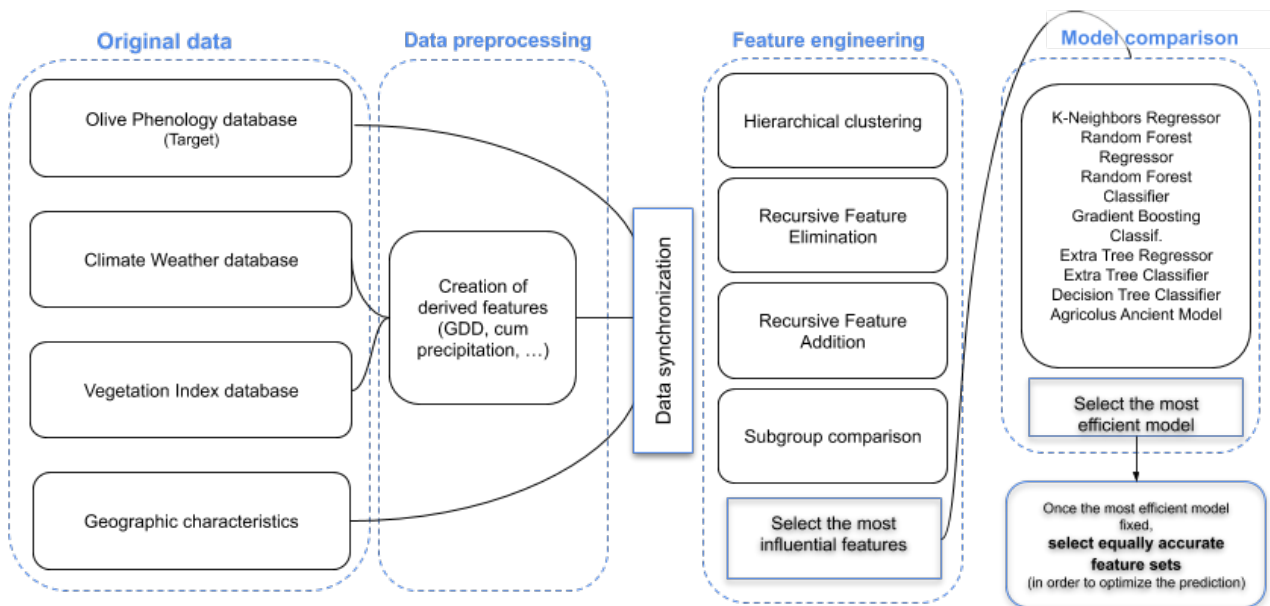 Original data
Olive Phenology database
(Target)
Climate Weather database
Vegetation Index database
Geographic characteristics
Data preprocessing
Creation of
derived features
(GDD, cum
precipitation, ...)
Data synchronization
Feature engineering
Hierarchical clustering
Recursive Feature
Elimination
Recursive Feature
Addition
Subgroup comparison
Select the most
influential features
Model comparison
K-Neighbors Regressor
Random Forest
Regressor
Random Forest
Classifier
Gradient Boosting
Classif.
Extra Tree Regressor
Extra Tree Classifier
Decision Tree Classifier
Agricolus Ancient Model
Select the most
efficient model
Once the most efficient model
fixed,
select equally accurate
feature sets
(in order to optimize the prediction)